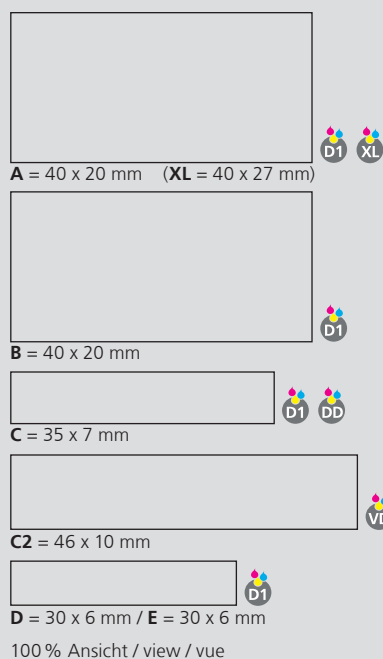 D1 XL
A = 40 x 20 mm (XL = 40 x 27 mm)
D1
B = 40 x 20 mm
D1 DD
C = 35 x 7 mm
C2 = 46 x 10 mm
D1
D = 30 x 6 mm / E = 30 x 6 mm
100 % Ansicht / view / vue